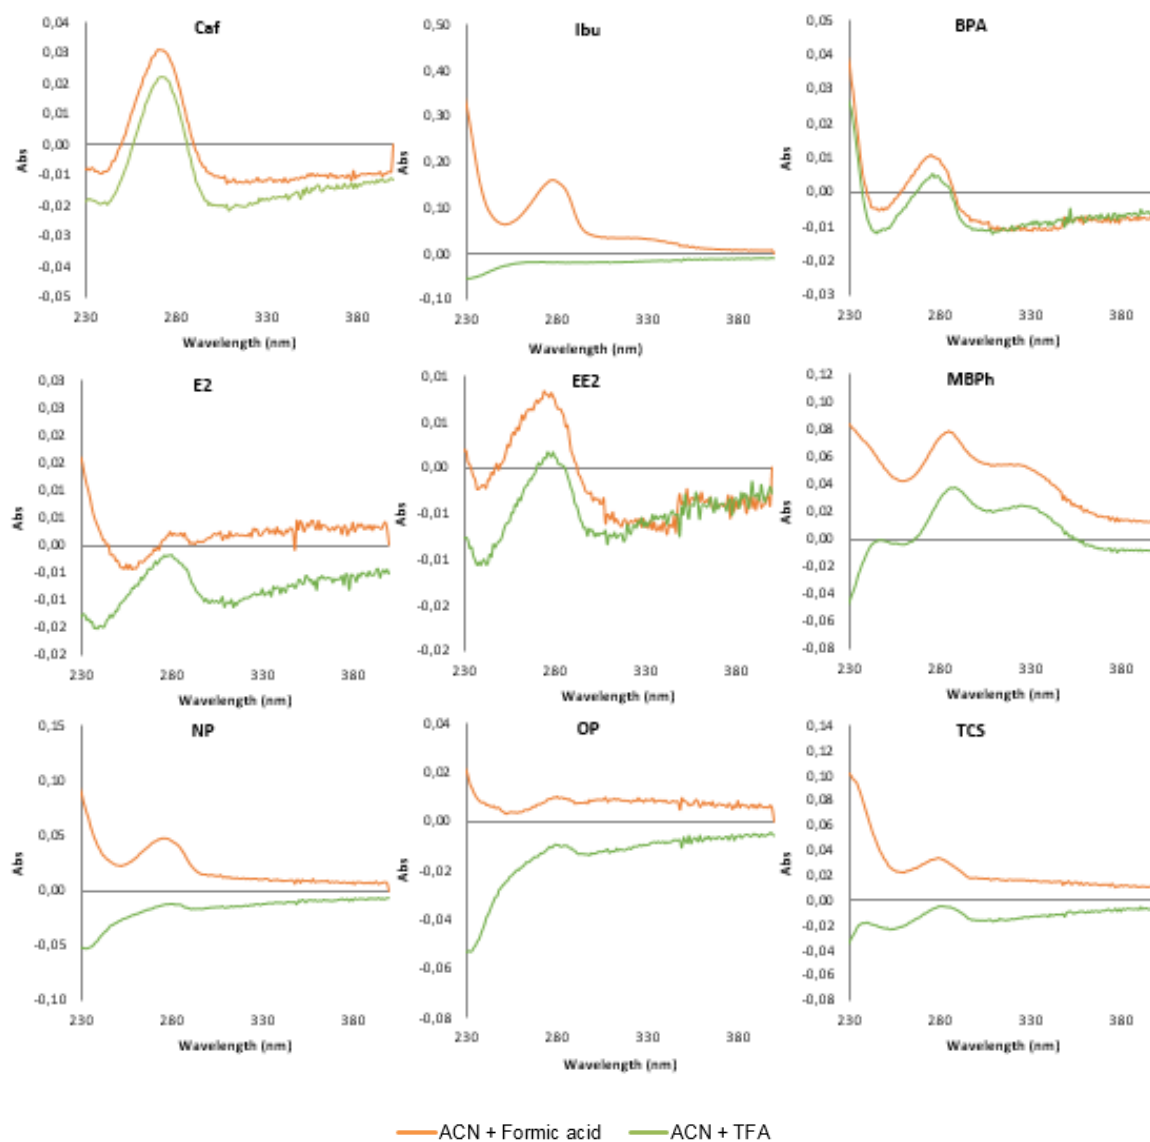 Caf
0,04
0,03
0,02
0,01
0,00
-0,01
-0,02
-0,03
-0,04
-0,05
Abs
230 280 330 380
Wavelength (nm)
Ibu
0,50
0,40
0,30
0,20
0,10
0,00
-0,10
Abs
230 280 330 380
Wavelength (nm)
BPA
0,05
0,04
0,03
0,02
0,01
0,00
-0,01
-0,02
-0,03
Abs
230 280 330 380
Wavelength (nm)
E2
0,03
0,03
0,02
0,02
0,01
0,01
0,00
-0,01
-0,01
-0,02
-0,02
Abs
230 280 330 380
Wavelength (nm)
EE2
0,01
0,01
0,00
-0,01
-0,01
-0,02
-0,02
Abs
230 280 330 380
Wavelength (nm)
MBPh
0,12
0,10
0,08
0,06
0,04
0,02
0,00
-0,02
-0,04
-0,06
-0,08
Abs
230 280 330 380
Wavelength (nm)
NP
0,15
0,10
0,05
0,00
-0,05
-0,10
Abs
230 280 330 380
Wavelength (nm)
OP
0,04
0,02
0,00
-0,02
-0,04
-0,06
-0,08
Abs
230 280 330 380
Wavelength (nm)
TCS
0,14
0,12
0,10
0,08
0,06
0,04
0,02
0,00
-0,02
-0,04
-0,06
-0,08
Abs
230 280 330 380
Wavelength (nm)
ACN + Formic acid ACN + TFA